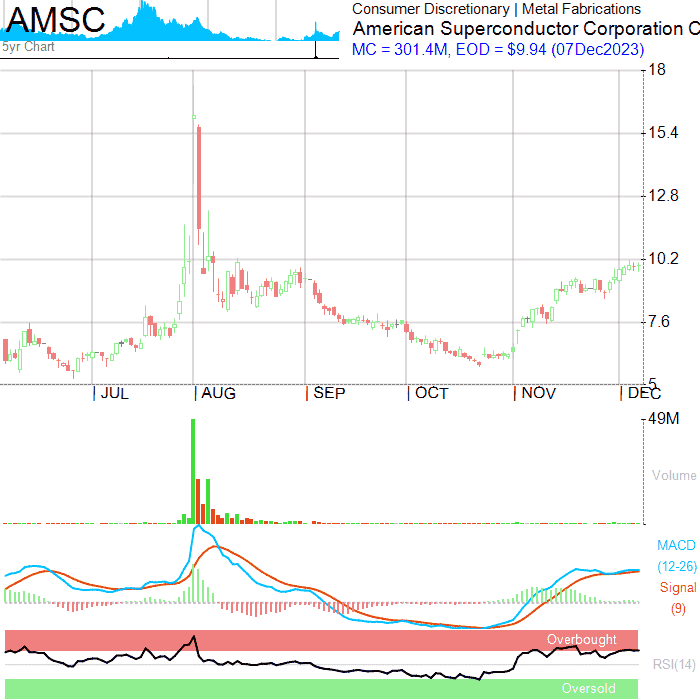 AMSC
5yr Chart
Consumer Discretionary | Metal Fabrications
American Superconductor Corporation C
MC = 301.4M, EOD = $9.94 (07Dec2023)
18
15.4
12.8
10.2
7.6
5
JUL
AUG
SEP
OCT
NOV
DEC
49M
Volume
MACD
(12-26)
Signal
(9)
Overbought
RSI(14)
Oversold